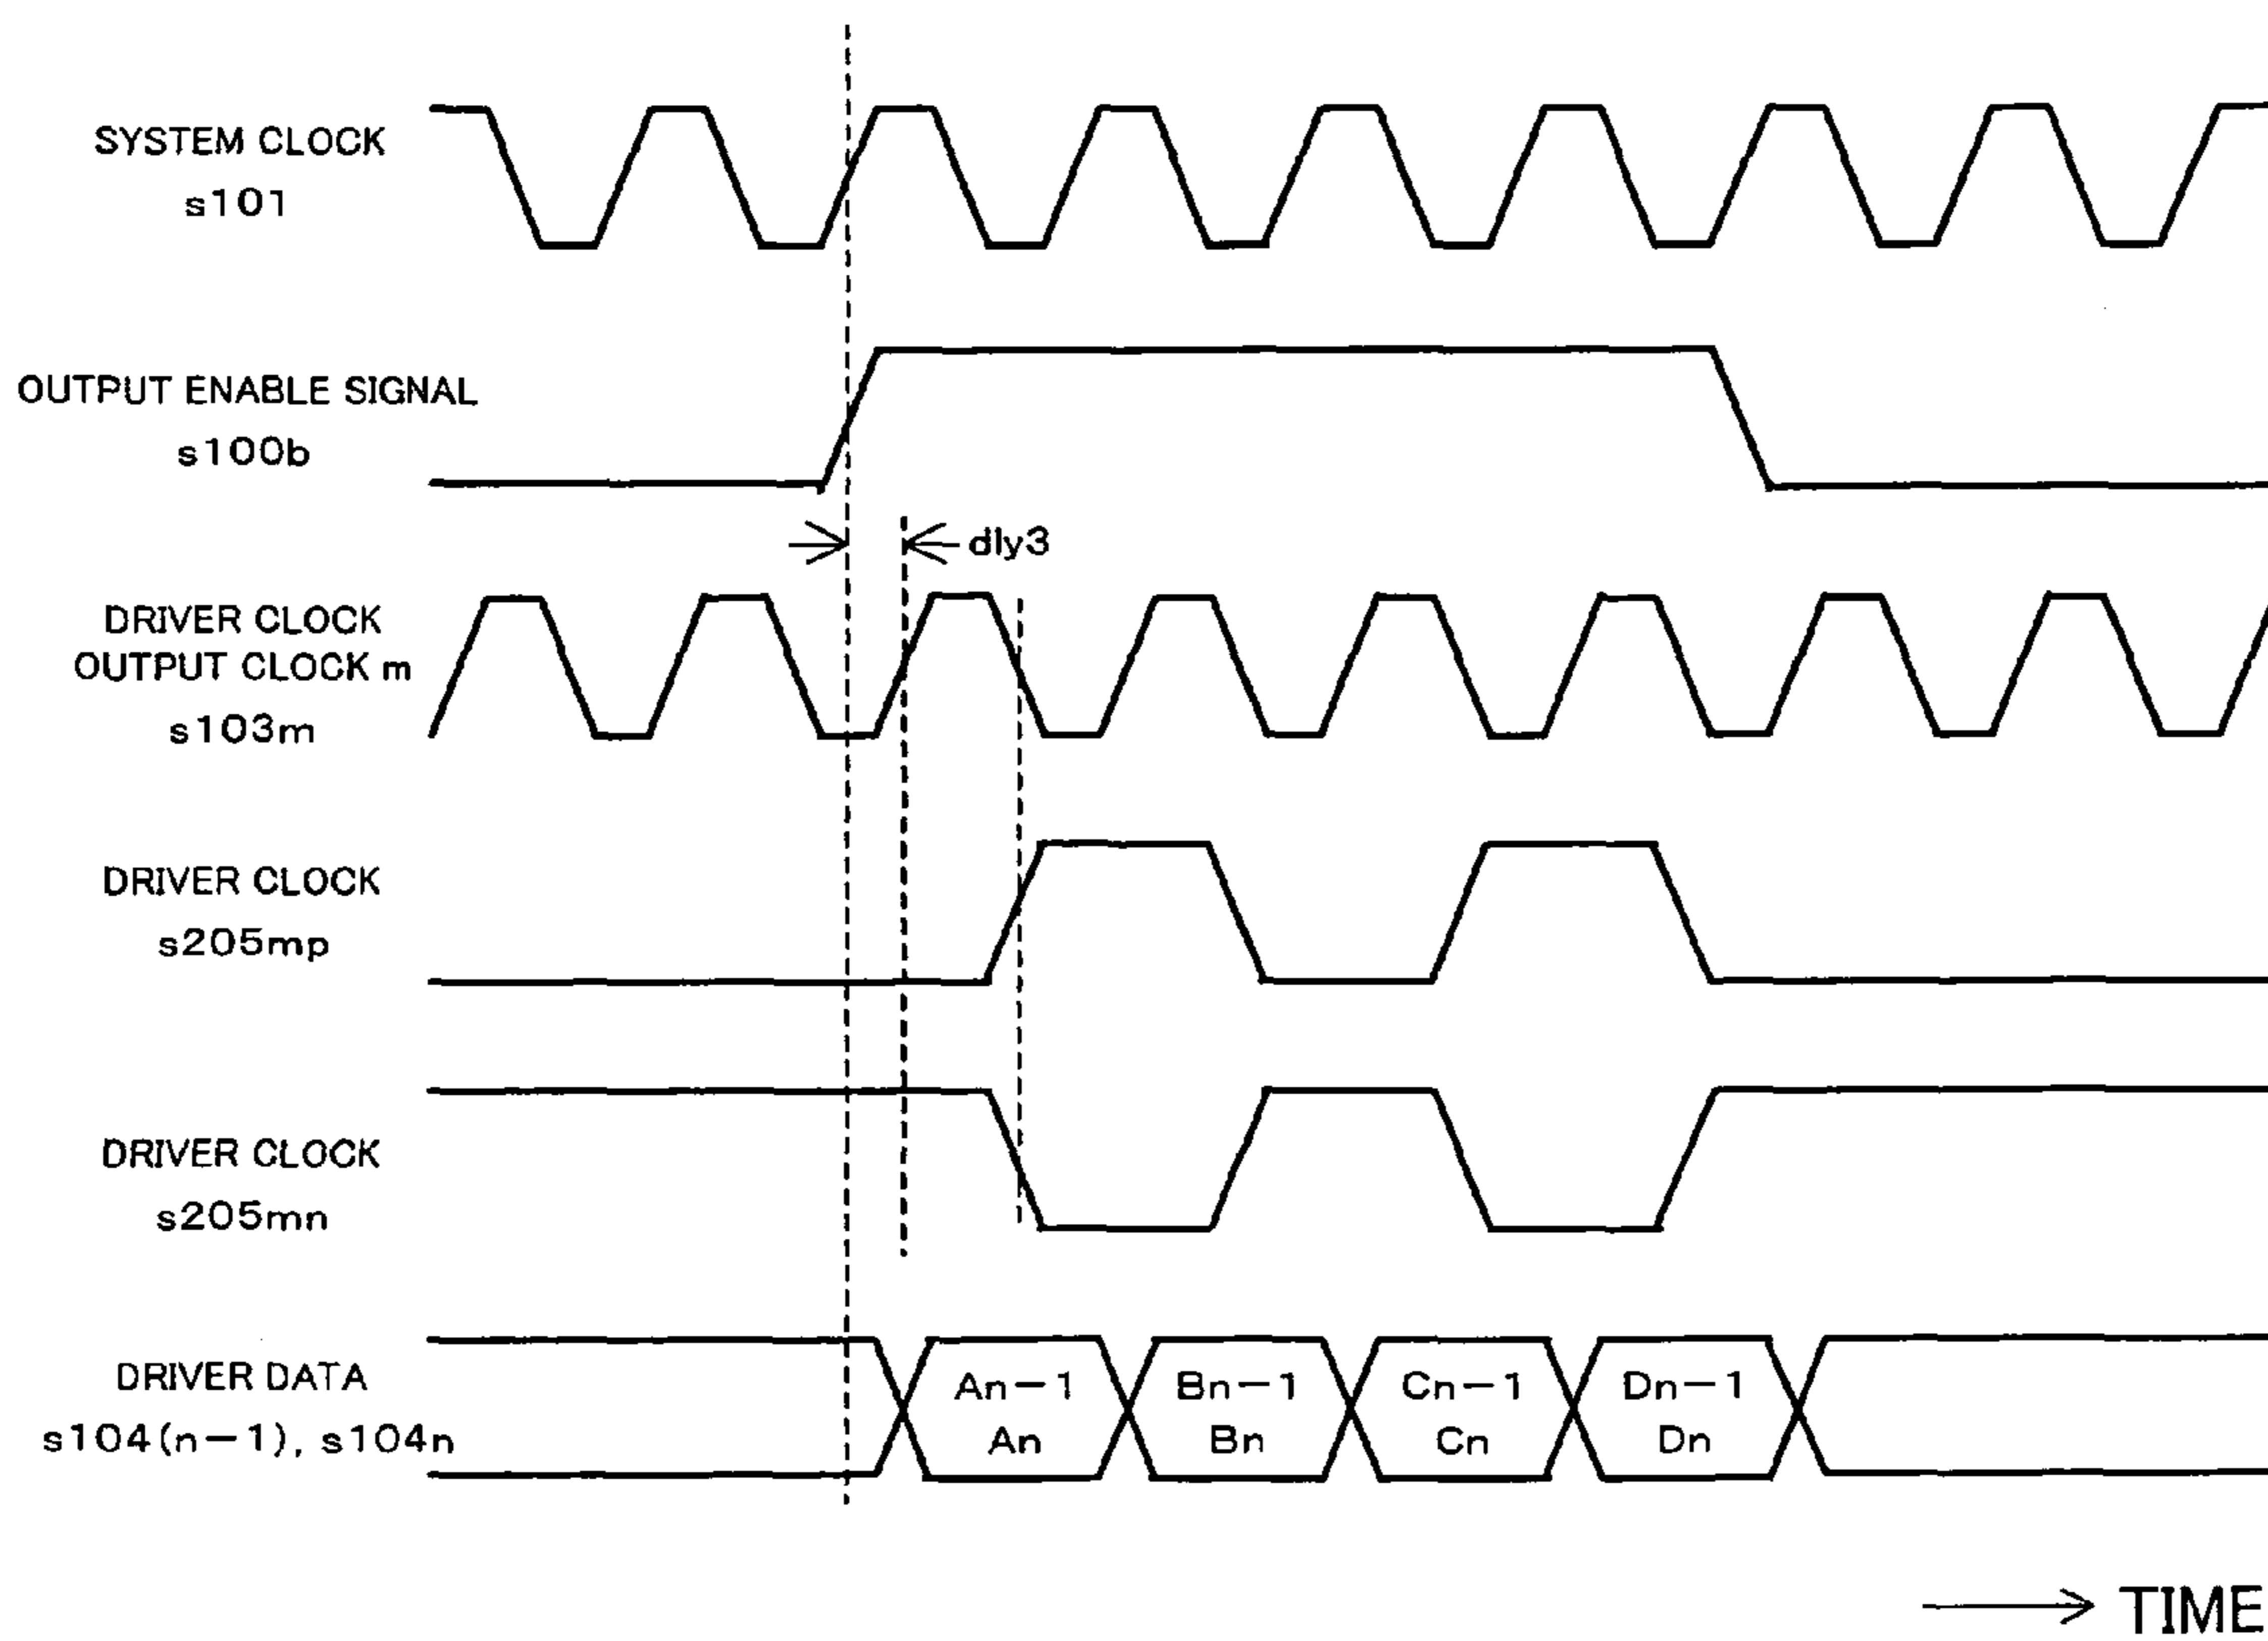 SYSTEM CLOCK
s101
OUTPUT ENABLE SIGNAL
s100b
dly3
DRIVER CLOCK
OUTPUT CLOCK m
s103m
DRIVER CLOCK
s205mp
DRIVER CLOCK
s205mn
DRIVER DATA
s104(n−1), s104n
An−1
An
Bn−1
Bn
Cn−1
Cn
Dn−1
Dn
TIME